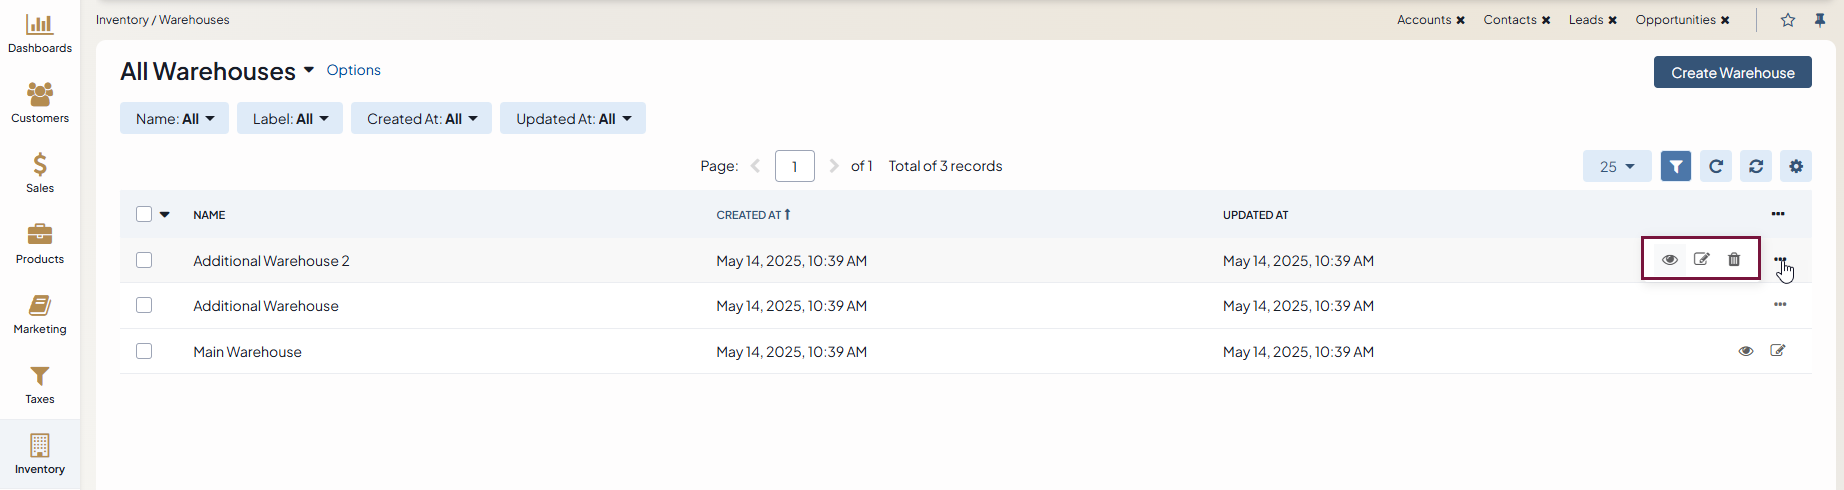 Dashboards
Customers
Sales
Products
Marketing
Taxes
Inventory
Inventory / Warehouses
Accounts × Contacts × Leads × Opportunities ×
All Warehouses Options
Create Warehouse
Name: All Label: All Created At: All Updated At: All
Page: 1 of 1 Total of 3 records
25
NAME CREATED AT UPDATED AT
Additional Warehouse 2 May 14, 2025, 10:39 AM May 14, 2025, 10:39 AM
Additional Warehouse May 14, 2025, 10:39 AM May 14, 2025, 10:39 AM
Main Warehouse May 14, 2025, 10:39 AM May 14, 2025, 10:39 AM